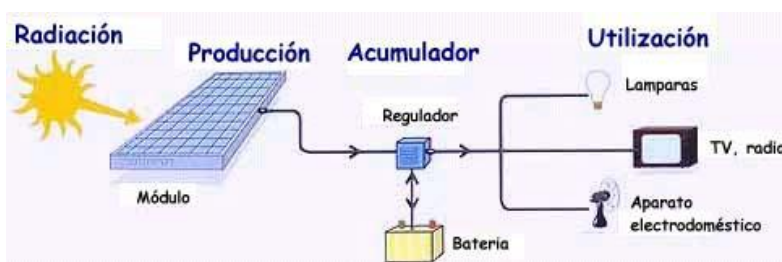 Radiación
Producción
Acumulador
Utilización
Regulador
Módulo
Bateria
Lamparas
TV, radio
Aparato
electrodoméstico